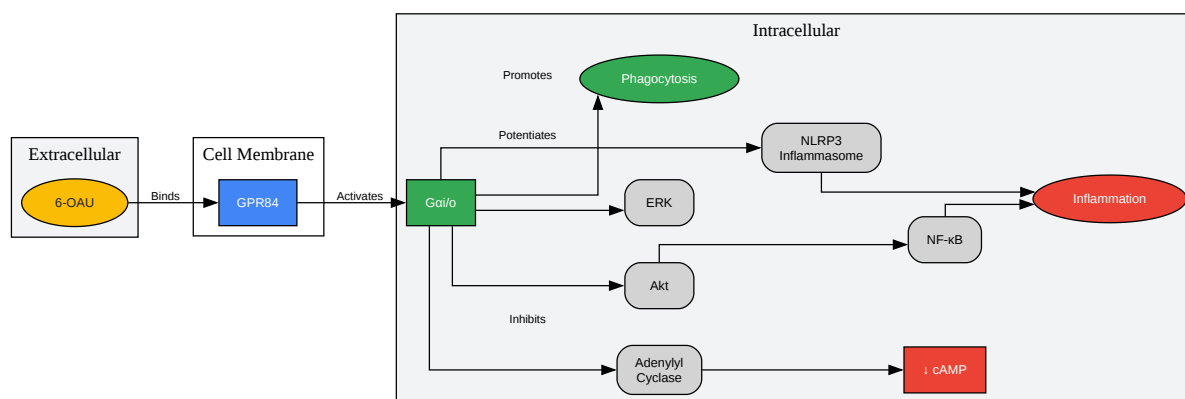 Intracellular
Promotes
Phagocytosis
Potentiates
NLRP3
Inflammasome
Extracellular
Cell Membrane
6-OAU
Binds
GPR84
Activates
Gαi/o
ERK
Inflammation
NF-κB
Akt
Inhibits
Adenylyl
Cyclase
↓ cAMP